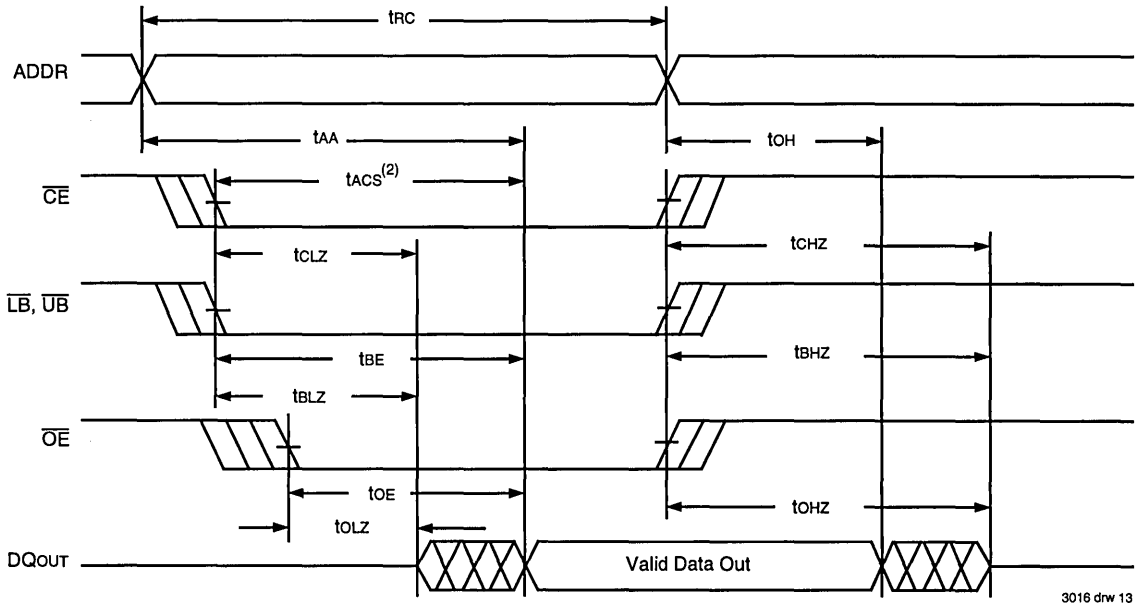 tRC
ADDR
tAA
tOH
tACS(2)
CE
tCLZ
tCHZ
LB, UB
tBE
tBHZ
tBLZ
OE
tOE
tOHZ
tOLZ
DQOUT
Valid Data Out
3016 drw 13